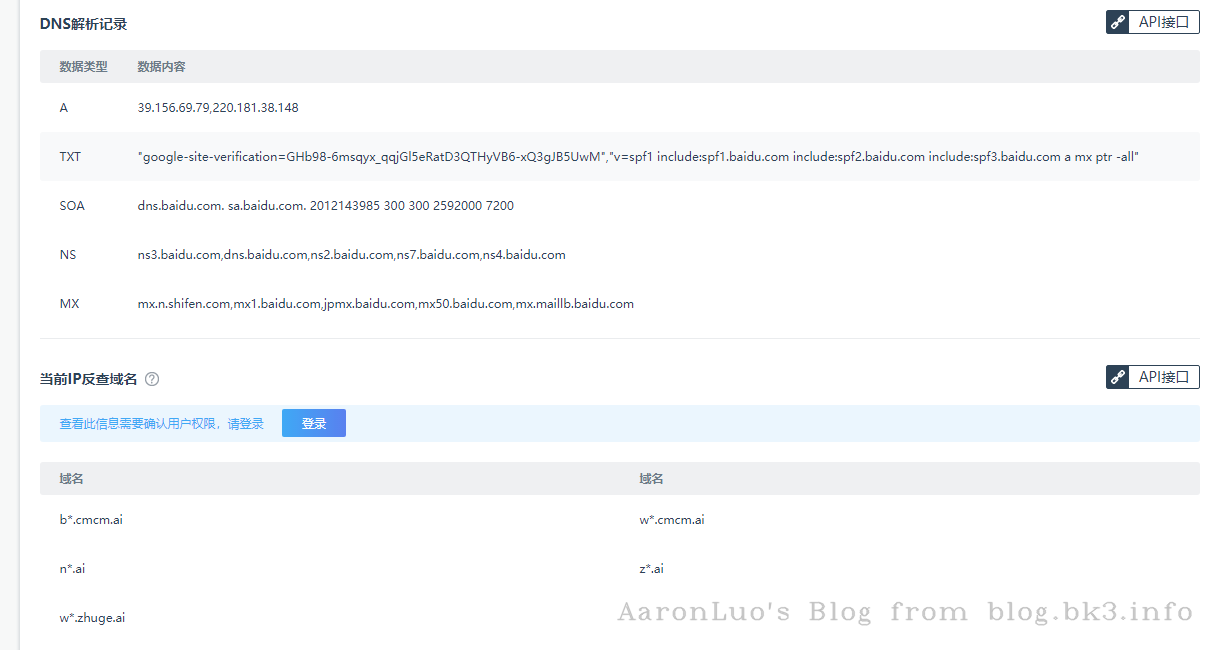 DNS解析记录
API接口
数据类型 数据内容
A 39.156.69.79,220.181.38.148
TXT "google-site-verification=GHb98-6msqyx_qqjGl5eRatD3QTHyVB6-xQ3gJB5UwM","v=spf1 include:spf1.baidu.com include:spf2.baidu.com include:spf3.baidu.com a mx ptr -all"
SOA dns.baidu.com. sa.baidu.com. 2012143985 300 300 2592000 7200
NS ns3.baidu.com,dns.baidu.com,ns2.baidu.com,ns7.baidu.com,ns4.baidu.com
MX mx.n.shifen.com,mx1.baidu.com,jpmx.baidu.com,mx50.baidu.com,mx.maillb.baidu.com
当前IP反查域名 ?
API接口
查看此信息需要确认用户权限，请登录 登录
域名 域名
b*.cmcm.ai w*.cmcm.ai
n*.ai z*.ai
w*.zhuge.ai
AaronLuo's Blog from blog.bk3.info